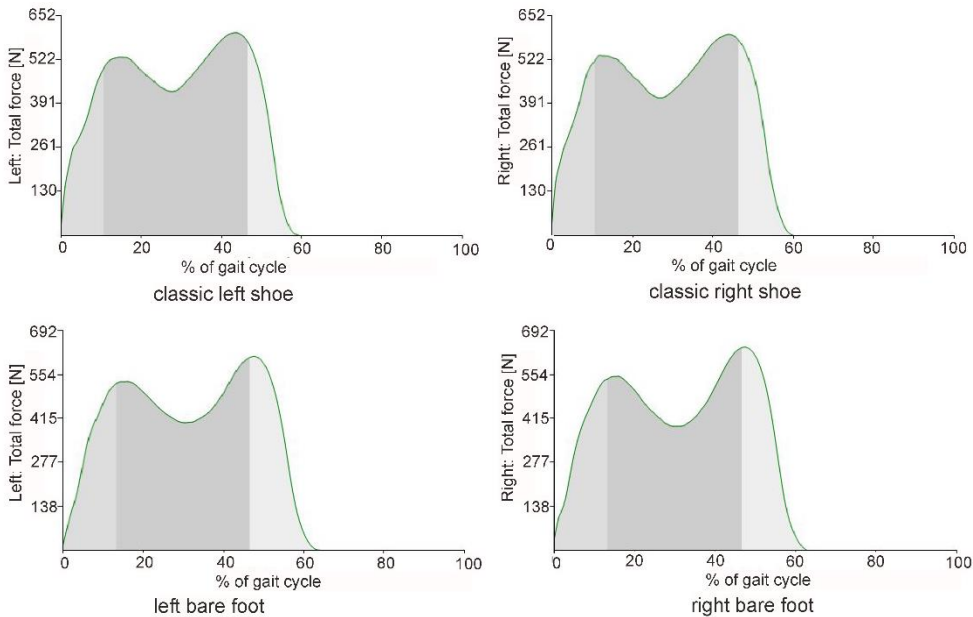 652
522
391
261
130
Left: Total force [N]
0 20 40 60 80 100
% of gait cycle
classic left shoe
652
522
391
261
130
Right: Total force [N]
0 20 40 60 80 100
% of gait cycle
classic right shoe
692
554
415
277
138
Left: Total force [N]
0 20 40 60 80 100
% of gait cycle
left bare foot
692
554
415
277
138
Right: Total force [N]
0 20 40 60 80 100
% of gait cycle
right bare foot